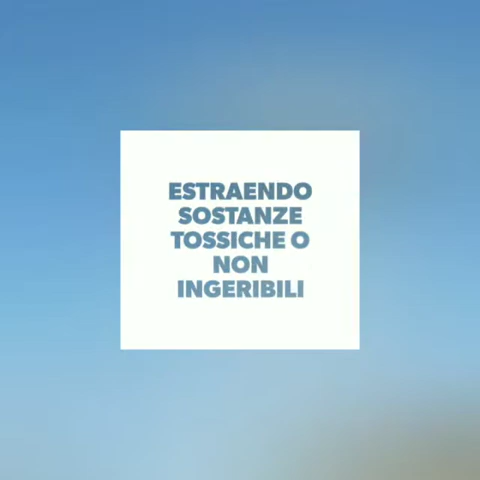 ESTRAENDO
SOSTANZE
TOSSICHE O
NON
INGERIBILI